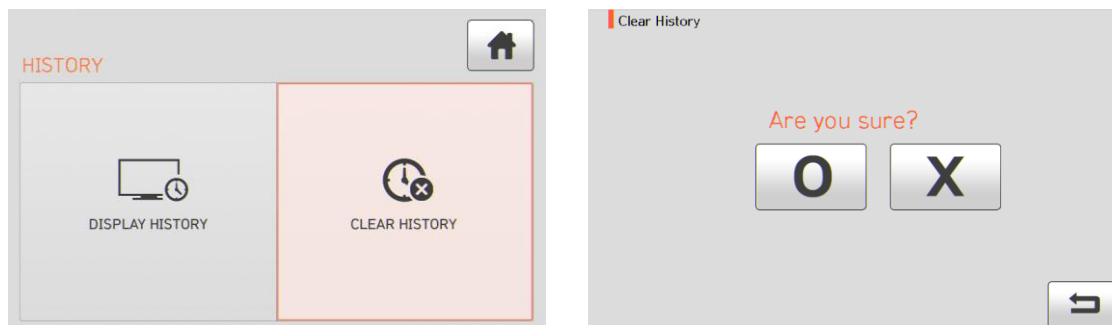 HISTORY
DISPLAY HISTORY
CLEAR HISTORY
Clear History
Are you sure?
O X